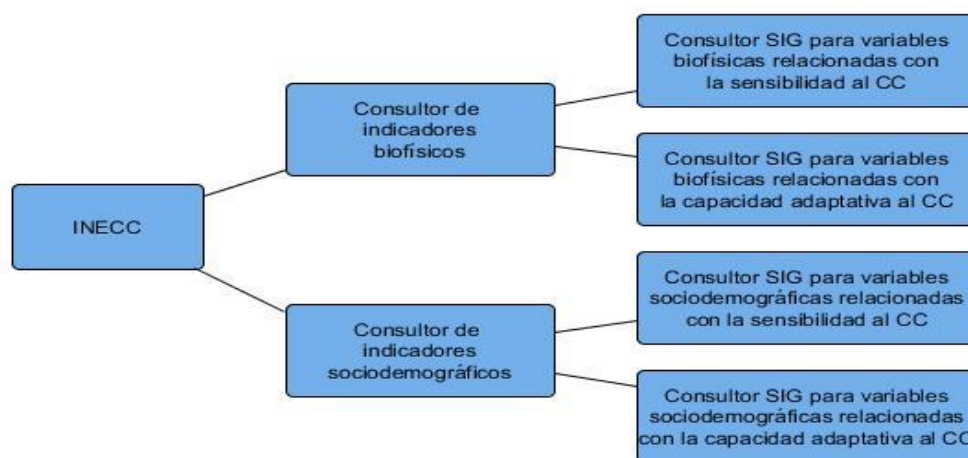 INECC
Consultor de
indicadores
biofísicos
Consultor SIG para variables
biofísicas relacionadas con
la sensibilidad al CC
Consultor SIG para variables
biofísicas relacionadas con
la capacidad adaptativa al CC
Consultor de
indicadores
sociodemográficos
Consultor SIG para variables
sociodemográficas relacionadas
con la sensibilidad al CC
Consultor SIG para variables
sociodemográficas relacionadas
con la capacidad adaptativa al CC